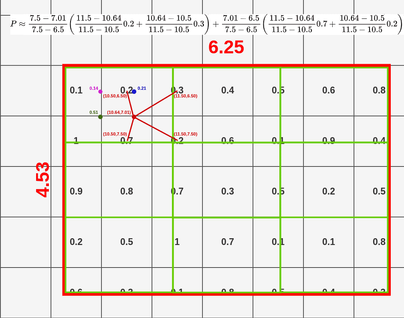 P ≈ \frac{7.5 − 7.01}{7.5 − 6.5} ( \frac{11.5 − 10.64}{11.5 − 10.5} 0.2 + \frac{10.64 − 10.5}{11.5 − 10.5} 0.3 ) + \frac{7.01 − 6.5}{7.5 − 6.5} ( \frac{11.5 − 10.64}{11.5 − 10.5} 0.7 + \frac{10.64 − 10.5}{11.5 − 10.5} 0.2 )
6.25
0.14 0.21
0.1 0.2 0.3 0.4 0.5 0.6 0.8
(10.50,6.50) (11.50,6.50)
0.51 (10.64,7.01)
(10.50,7.50) (11.50,7.50)
1 0.7 0.2 0.6 0.1 0.9 0.4
4.53
0.9 0.8 0.7 0.3 0.5 0.2 0.5
0.2 0.5 1 0.7 0.1 0.1 0.8